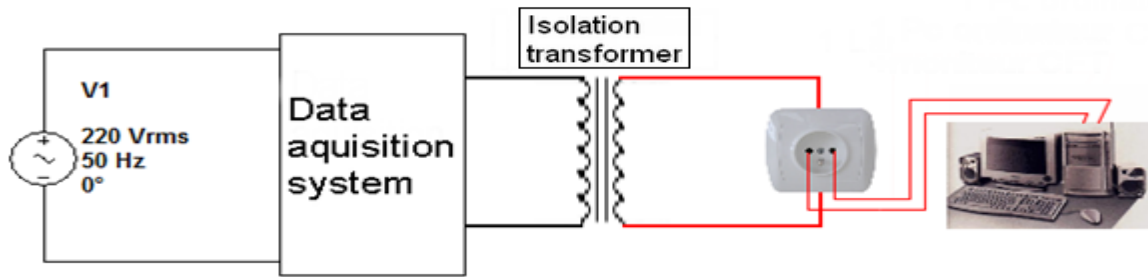 V1
220 Vrms
50 Hz
0°
Data
aquisition
system
Isolation
transformer